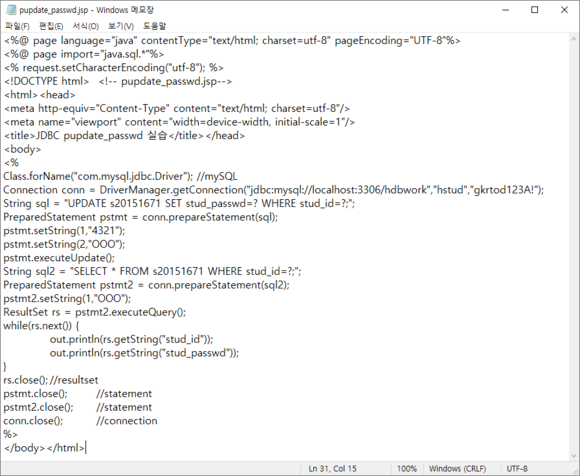 pupdate_passwd.jsp - Windows 메모장
파일(F) 편집(E) 서식(O) 보기(V) 도움말
<%@ page language="java" contentType="text/html; charset=utf-8" pageEncoding="UTF-8"%>
<%@ page import="java.sql.*"%>
<% request.setCharacterEncoding("utf-8"); %>
<!DOCTYPE html>   <!-- pupdate_passwd.jsp-->
<html><head>
<meta http-equiv="Content-Type" content="text/html; charset=utf-8"/>
<meta name="viewport" content="width=device-width, initial-scale=1"/>
<title>JDBC pupdate_passwd 실습</title></head>
<body>
<%
Class.forName("com.mysql.jdbc.Driver"); //mySQL
Connection conn = DriverManager.getConnection("jdbc:mysql://localhost:3306/hdbwork","hstud","gkrtod123A!");
String sql = "UPDATE s20151671 SET stud_passwd=? WHERE stud_id=?;";
PreparedStatement pstmt = conn.prepareStatement(sql);
pstmt.setString(1,"4321");
pstmt.setString(2,"OOO");
pstmt.executeUpdate();
String sql2 = "SELECT * FROM s20151671 WHERE stud_id=?;";
PreparedStatement pstmt2 = conn.prepareStatement(sql2);
pstmt2.setString(1,"OOO");
ResultSet rs = pstmt2.executeQuery();
while(rs.next()) {
	out.println(rs.getString("stud_id"));
	out.println(rs.getString("stud_passwd"));
}
rs.close();//resultset
pstmt.close();	//statement
pstmt2.close();	//statement
conn.close();	//connection
%>
</body></html>
Ln 31, Col 15 100% Windows (CRLF) UTF-8